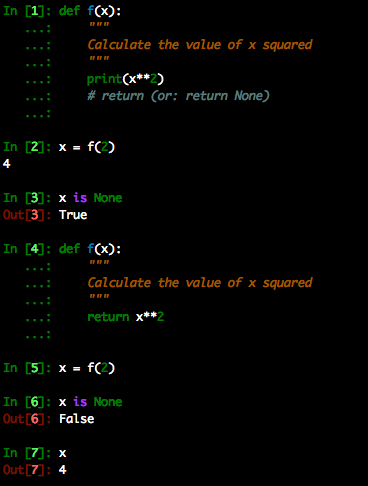 In [1]: def f(x):
   ...:     """
   ...:     Calculate the value of x squared
   ...:     """
   ...:     print(x**2)
   ...:     # return (or: return None)
   ...:
In [2]: x = f(2)
4
In [3]: x is None
Out[3]: True
In [4]: def f(x):
   ...:     """
   ...:     Calculate the value of x squared
   ...:     """
   ...:     return x**2
   ...:
In [5]: x = f(2)
In [6]: x is None
Out[6]: False
In [7]: x
Out[7]: 4